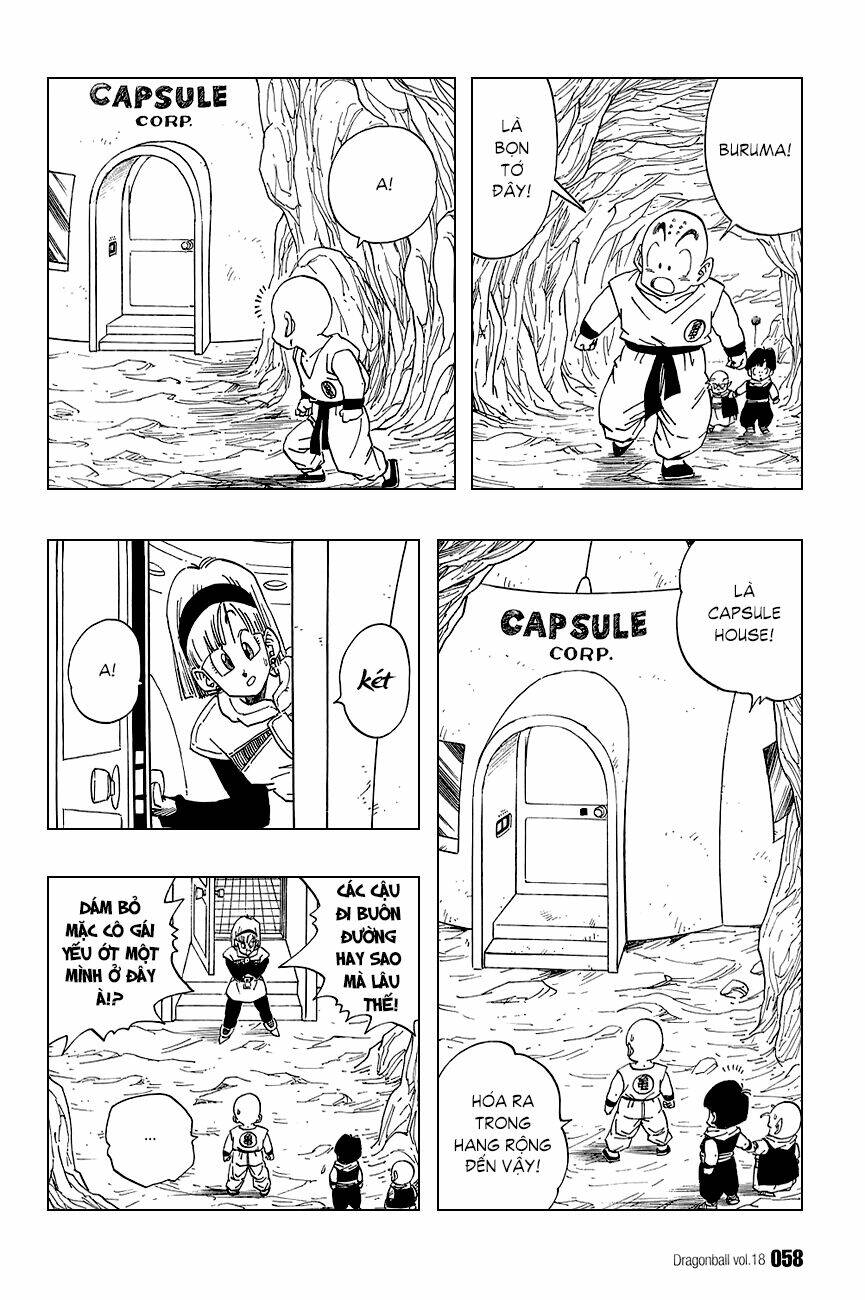 BURUMA!
LÀ
BỌN
TỚ
ĐÂY!
CAPSULE
CORP.
A!
LÀ
CAPSULE
HOUSE!
CAPSULE
CORP.
HÓA RA
TRONG
HANG RỘNG
ĐẾN VẬY!
két
A!
CÁC CẬU
ĐI BUÔN
ĐƯỜNG
HAY SAO
MÀ LÂU
THẾ!
DÁM BỎ
MẶC CÔ GÁI
YẾU ỚT MỘT
MÌNH Ở ĐÂY
À!?
...
Dragonball vol.18 058